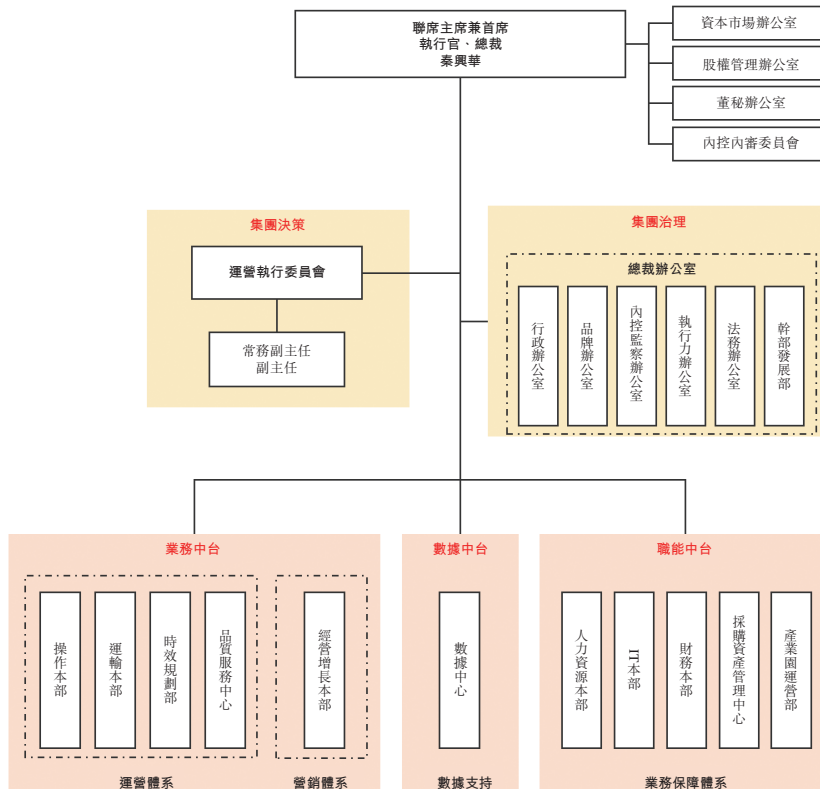 聯席主席兼首席
執行官、總裁
秦興華
資本市場辦公室
股權管理辦公室
董秘辦公室
內控內審委員會
集團決策
運營執行委員會
常務副主任
副主任
集團治理
總裁辦公室
行政辦公室
品牌辦公室
內控監察辦公室
執行力辦公室
法務辦公室
幹部發展部
業務中台
操作本部
運輸本部
時效規劃部
品質服務中心
經營增長本部
運營體系
營銷體系
數據中台
數據中心
數據支持
職能中台
人力資源本部
IT本部
財務本部
採購資產管理中心
產業園運營部
業務保障體系